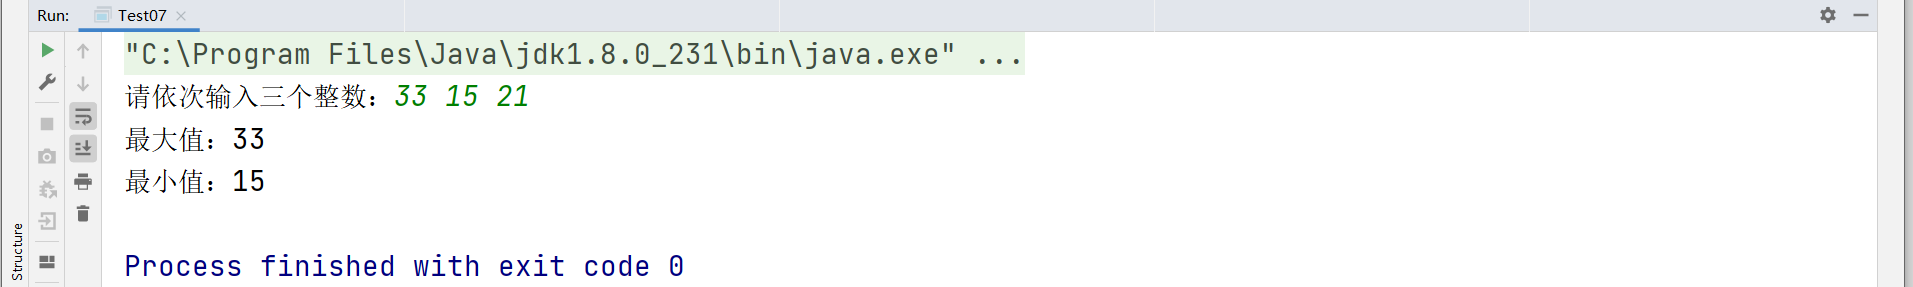 Run: Test07
"C:\Program Files\Java\jdk1.8.0_231\bin\java.exe" ...
请依次输入三个整数：33 15 21
最大值：33
最小值：15
Process finished with exit code 0
Structure